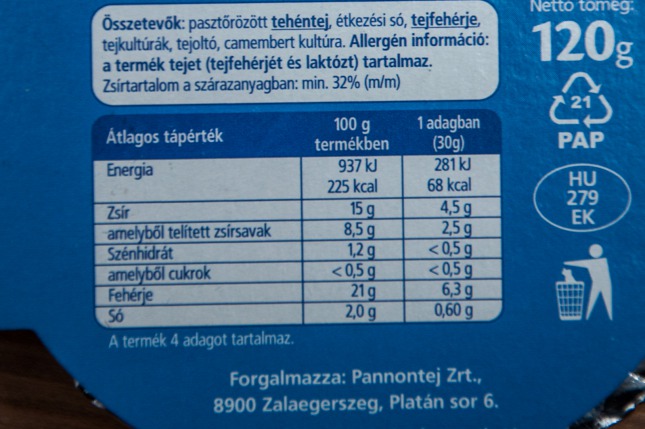 Összetevők: pasztőrözött tehéntej, étkezési só, tejfehérje,
tejkultúrák, tejoltó, camembert kultúra. Allergén információ:
a termék tejet (tejfehérjét és laktózt) tartalmaz.
Zsírtartalom a szárazanyagban: min. 32% (m/m)
Nettó tömeg:
120g
21
PAP
HU
279
EK
Átlagos tápérték 100 g termékben 1 adagban (30g)
Energia 937 kJ 281 kJ
225 kcal 68 kcal
Zsír 15 g 4,5 g
amelyből telített zsírsavak 8,5 g 2,5 g
Szénhidrát 1,2 g < 0,5 g
amelyből cukrok < 0,5 g < 0,5 g
Fehérje 21 g 6,3 g
Só 2,0 g 0,60 g
A termék 4 adagot tartalmaz.
Forgalmazza: Pannontej Zrt.,
8900 Zalaegerszeg, Platán sor 6.